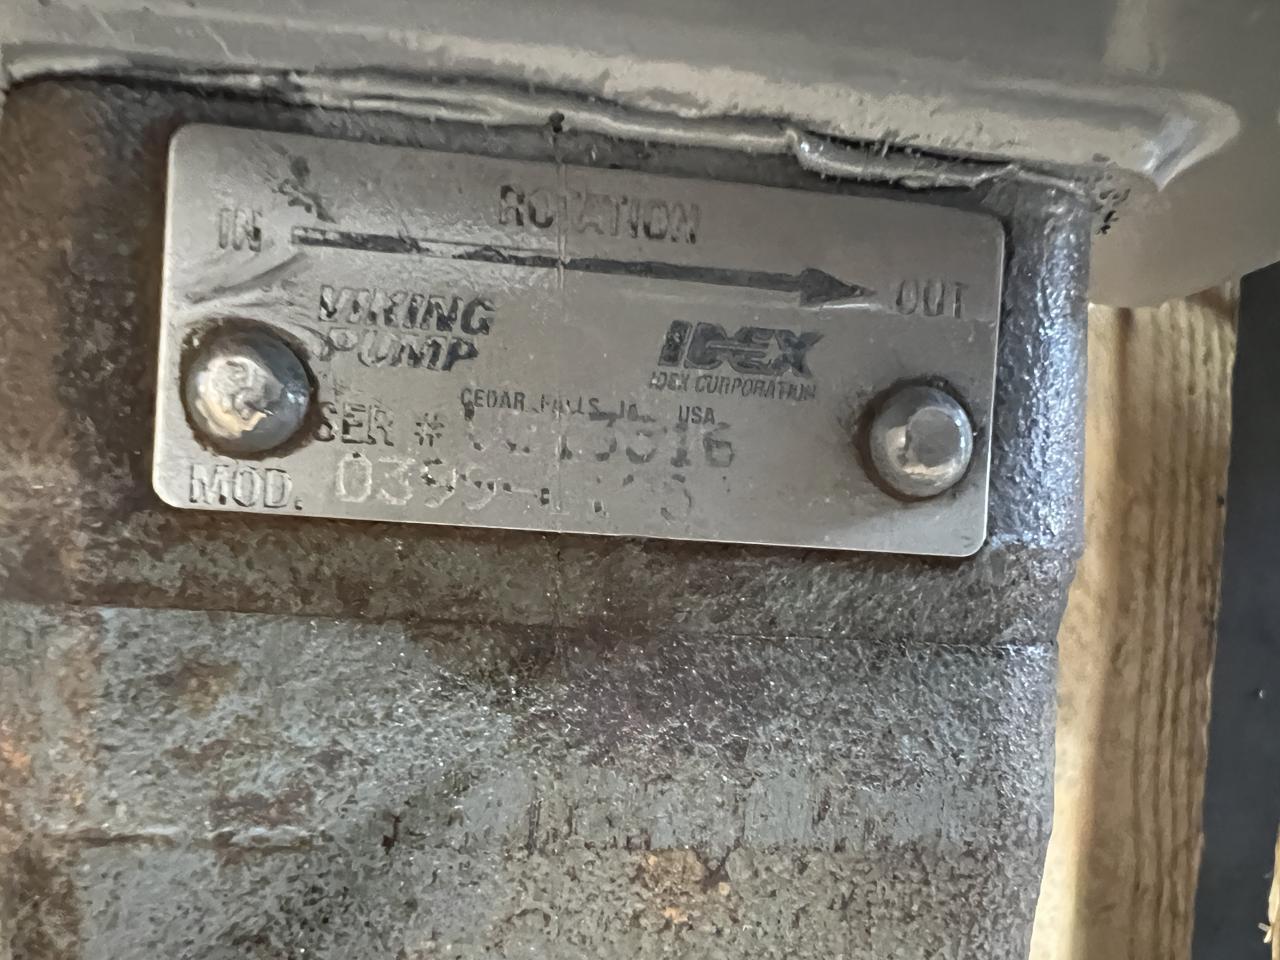 ROTATION
IN OUT
VIKING
PUMP
IDEX
IDEX CORPORATION
CEDAR FALLS, IA. USA
SER #
MOD.